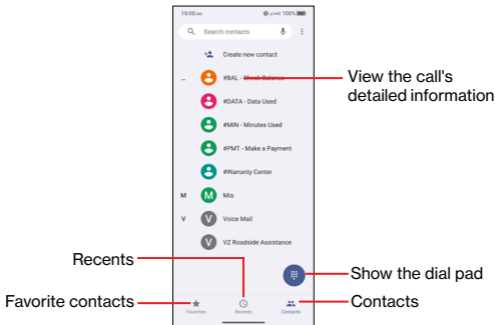 10:00 AM 100%
Search contacts
Create new contact
#BAL - Check Balance
View the call's
detailed information
#DATA - Data Used
#MIN - Minutes Used
#PMT - Make a Payment
#Warranty Center
M M Mia
V V Voice Mail
V VZ Roadside Assistance
Recents
Show the dial pad
Favorite contacts
Contacts
Favorites Recents Contacts